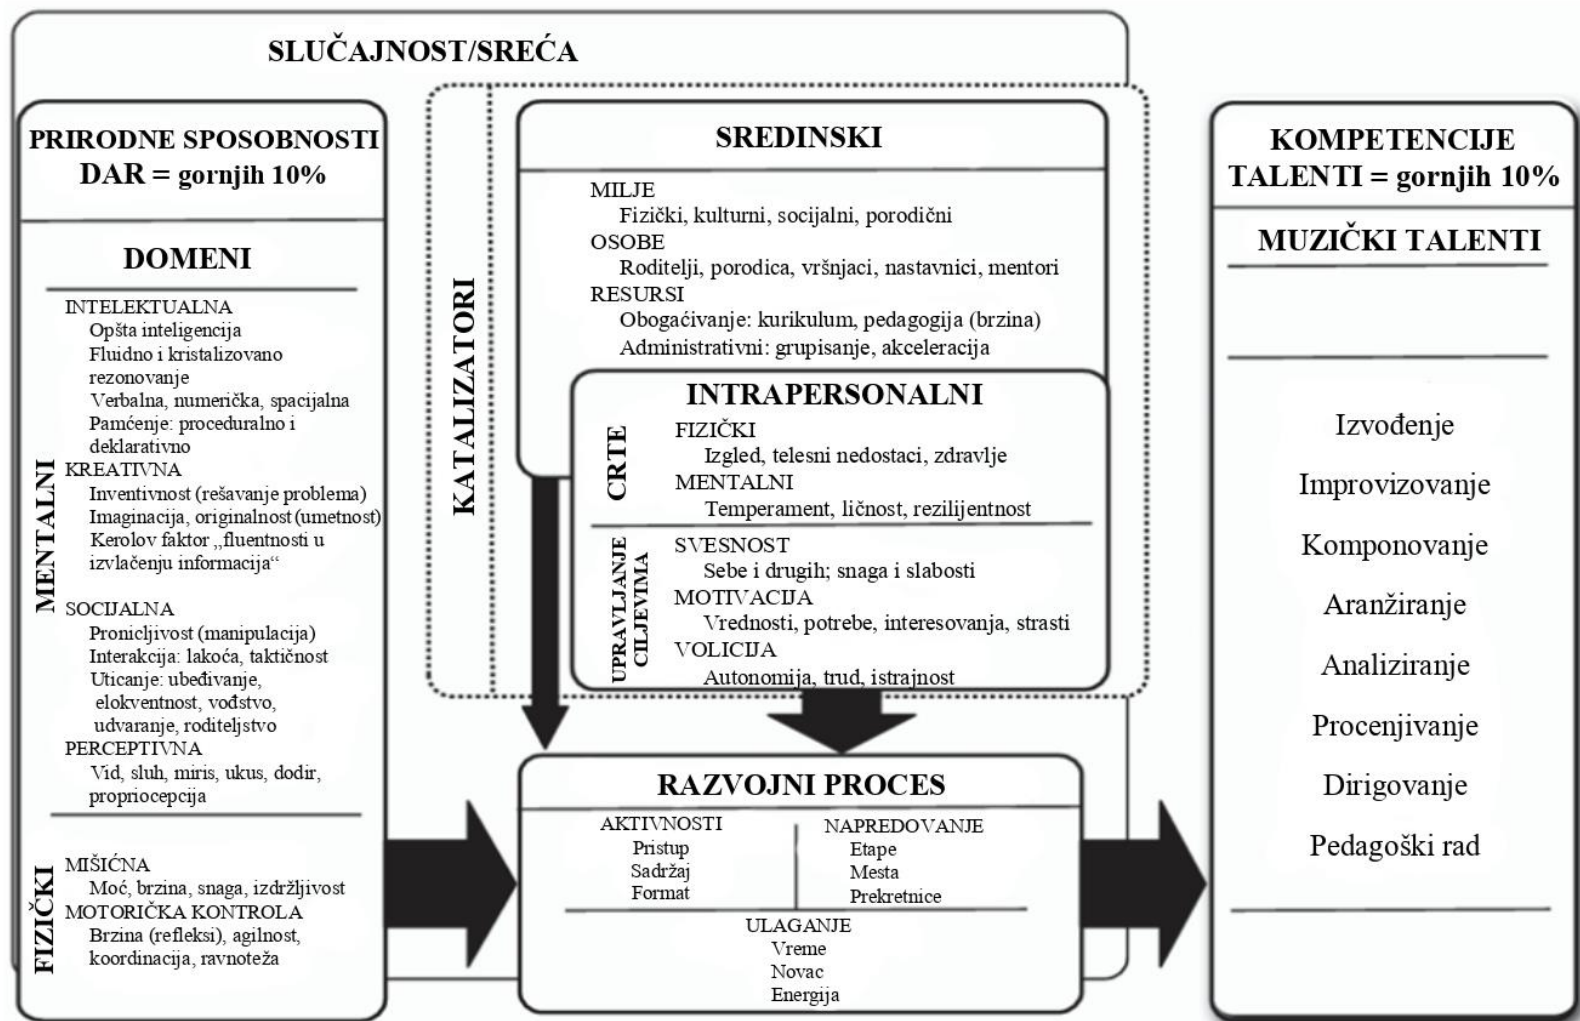 SLUČAJNOST/SREĆA
PRIRODNE SPOSOBNOSTI
DAR = gornjih 10%
DOMENI
MENTALNI
INTELEKTUALNA
Opšta inteligencija
Fluidno i kristalizovano
rezonovanje
Verbalna, numerička, spacijalna
Pamćenje: proceduralno i
deklarativno
KREATIVNA
Inventivnost (rešavanje problema)
Imaginacija, originalnost (umetnost)
Kerolov faktor „fluentnosti u
izvlačenju informacija“
SOCIJALNA
Pronicljivost (manipulacija)
Interakcija: lakoća, taktičnost
Uticanje: ubeđivanje,
elokventnost, vođstvo,
udvaranje, roditeljstvo
PERCEPTIVNA
Vid, sluh, miris, ukus, dodir,
propriocepcija
FIZIČKI
MIŠIĆNA
Moć, brzina, snaga, izdržljivost
MOTORIČKA KONTROLA
Brzina (refleksi), agilnost,
koordinacija, ravnoteža
KATALIZATORI
SREDINSKI
MILJE
Fizički, kulturni, socijalni, porodični
OSOBE
Roditelji, porodica, vršnjaci, nastavnici, mentori
RESURSI
Obogaćivanje: kurikulum, pedagogija (brzina)
Administrativni: grupisanje, akceleracija
INTRAPERSONALNI
CRTE
FIZIČKI
Izgled, telesni nedostaci, zdravlje
MENTALNI
Temperament, ličnost, rezilijentnost
UPRAVLJANJE
CILJEVIMA
SVESNOST
Sebe i drugih; snaga i slabosti
MOTIVACIJA
Vrednosti, potrebe, interesovanja, strasti
VOLICIJA
Autonomija, trud, istrajnost
RAZVOJNI PROCES
AKTIVNOSTI
Pristup
Sadržaj
Format
NAPREDOVANJE
Etape
Mesta
Prekretnice
ULAGANJE
Vreme
Novac
Energija
KOMPETENCIJE
TALENTI = gornjih 10%
MUZIČKI TALENTI
Izvođenje
Improvizovanje
Komponovanje
Aranžiranje
Analiziranje
Procenjivanje
Dirigovanje
Pedagoški rad